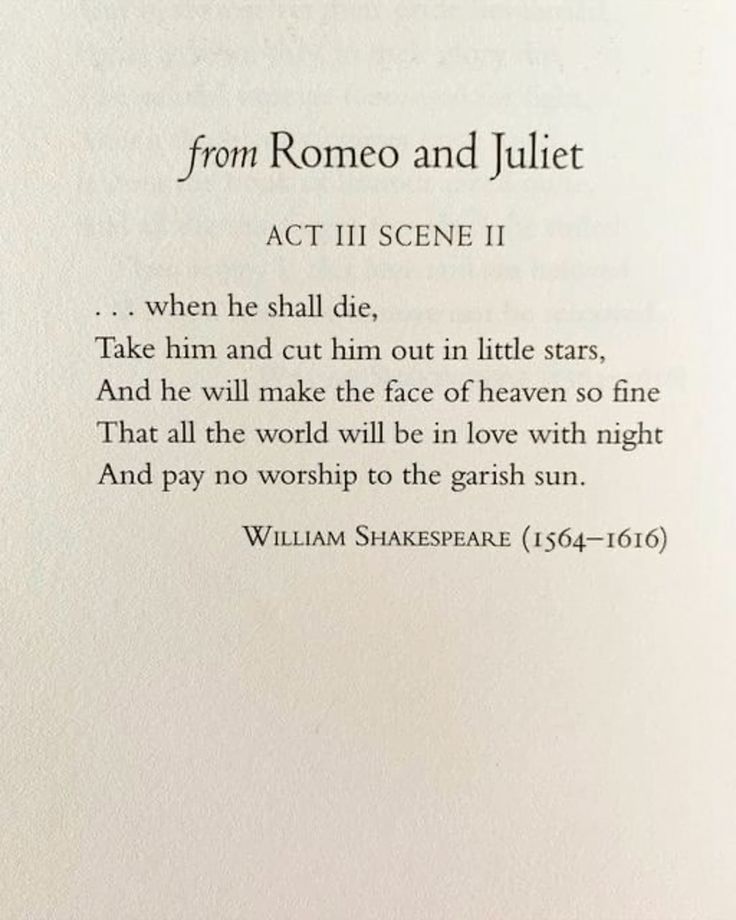 from Romeo and Juliet
ACT III SCENE II
. . . when he shall die,
Take him and cut him out in little stars,
And he will make the face of heaven so fine
That all the world will be in love with night
And pay no worship to the garish sun.
WILLIAM SHAKESPEARE (1564–1616)